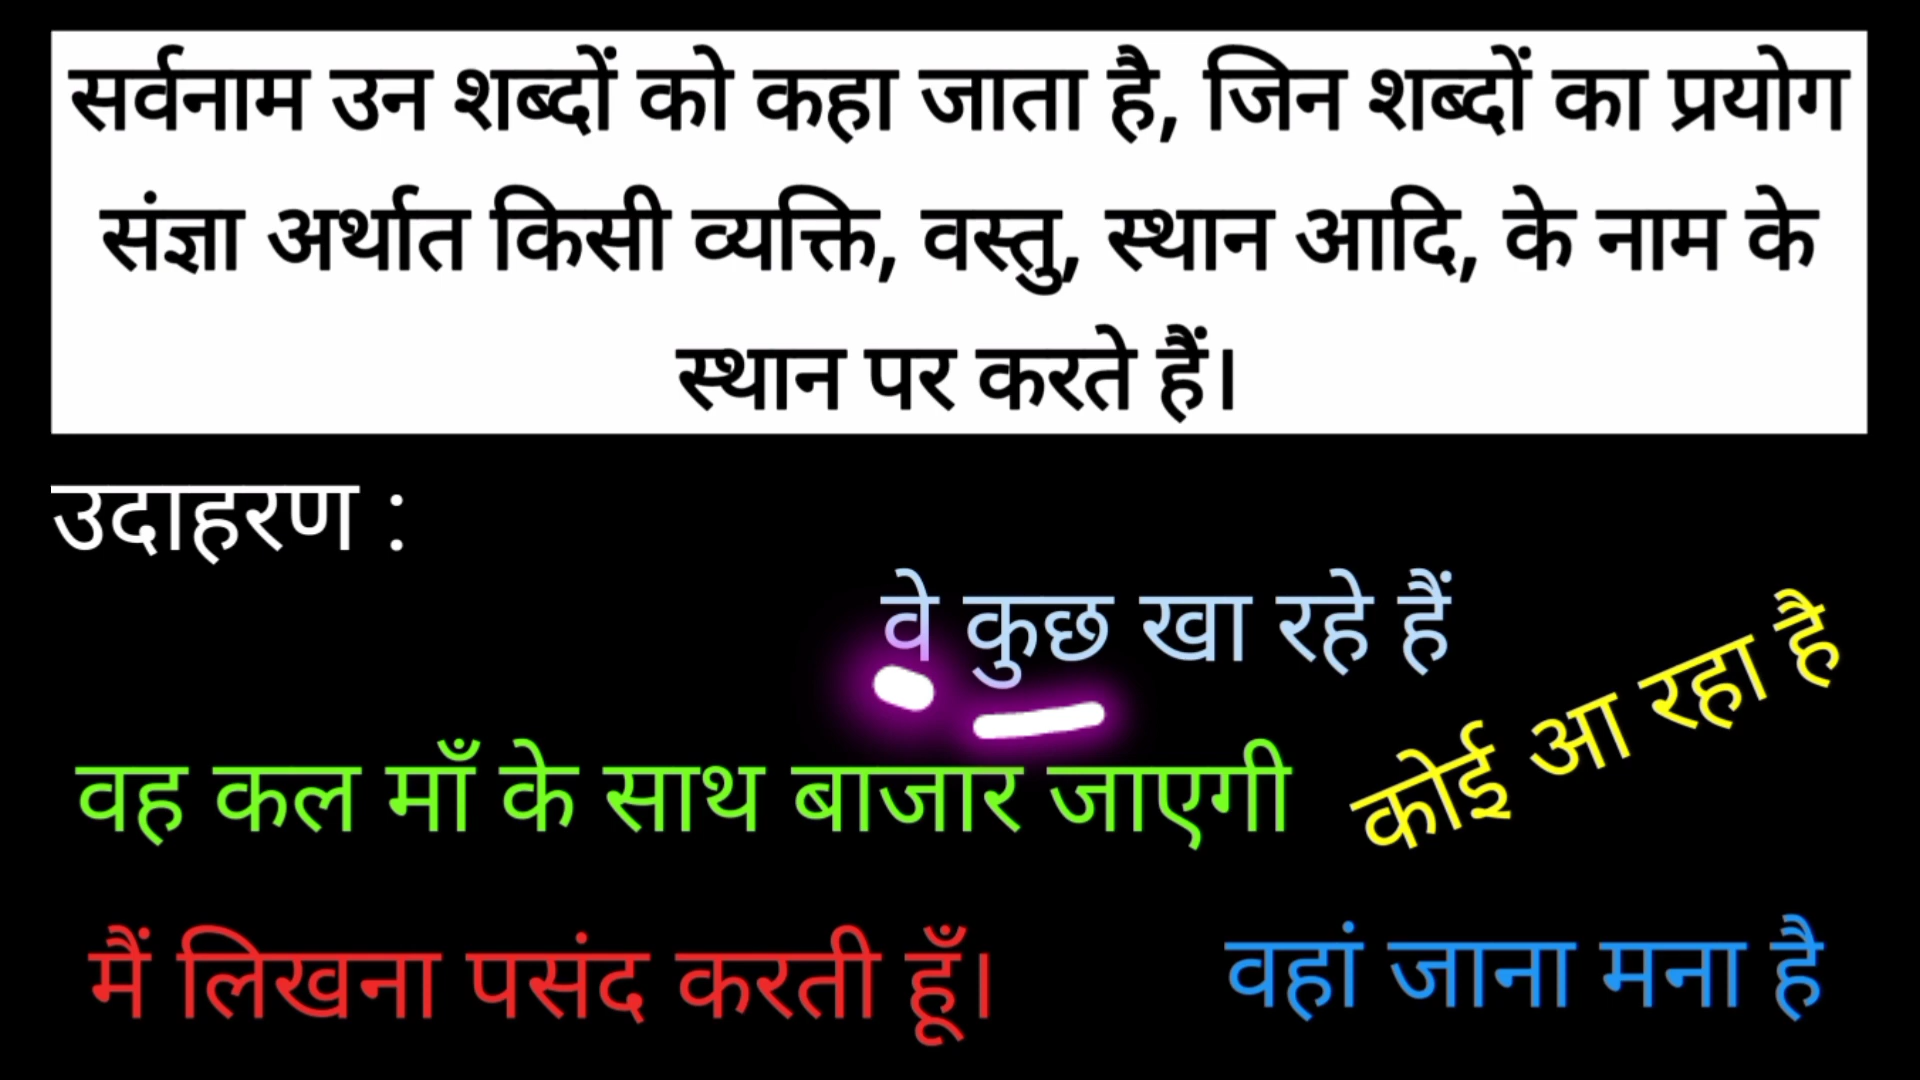 सर्वनाम उन शब्दों को कहा जाता है, जिन शब्दों का प्रयोग
संज्ञा अर्थात किसी व्यक्ति, वस्तु, स्थान आदि, के नाम के
स्थान पर करते हैं।
उदाहरण :
वे कुछ खा रहे हैं
कोई आ रहा है
वह कल माँ के साथ बाजार जाएगी
मैं लिखना पसंद करती हूँ।
वहां जाना मना है